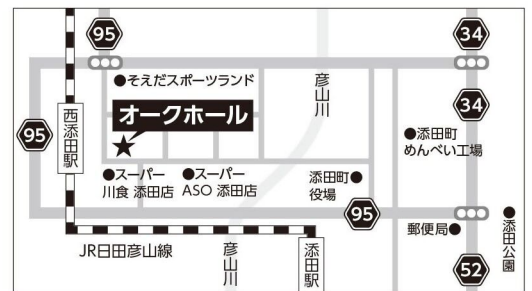 95
34
●そえだスポーツランド
彦山川
オークホール
★
34
95
西添田駅
●添田町
めんべい工場
●スーパー
川食 添田店
●スーパー
ASO 添田店
添田町●
役場
95
郵便局●
●添田公園
JR日田彦山線
彦山川
添田駅
52